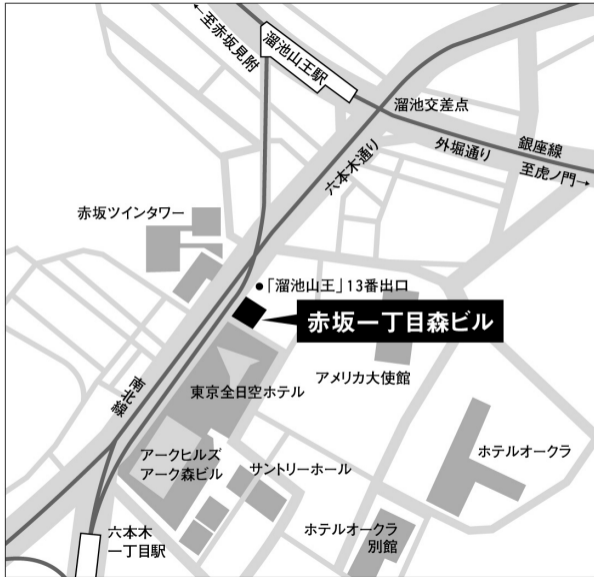 ←至赤坂見附
溜池山王駅
溜池交差点
六本木通り
外堀通り
銀座線
至虎ノ門→
赤坂ツインタワー
●「溜池山王」13番出口
赤坂一丁目森ビル
南北線
東京全日空ホテル
アメリカ大使館
アークヒルズ
アーク森ビル
サントリーホール
ホテルオークラ
ホテルオークラ
別館
六本木
一丁目駅